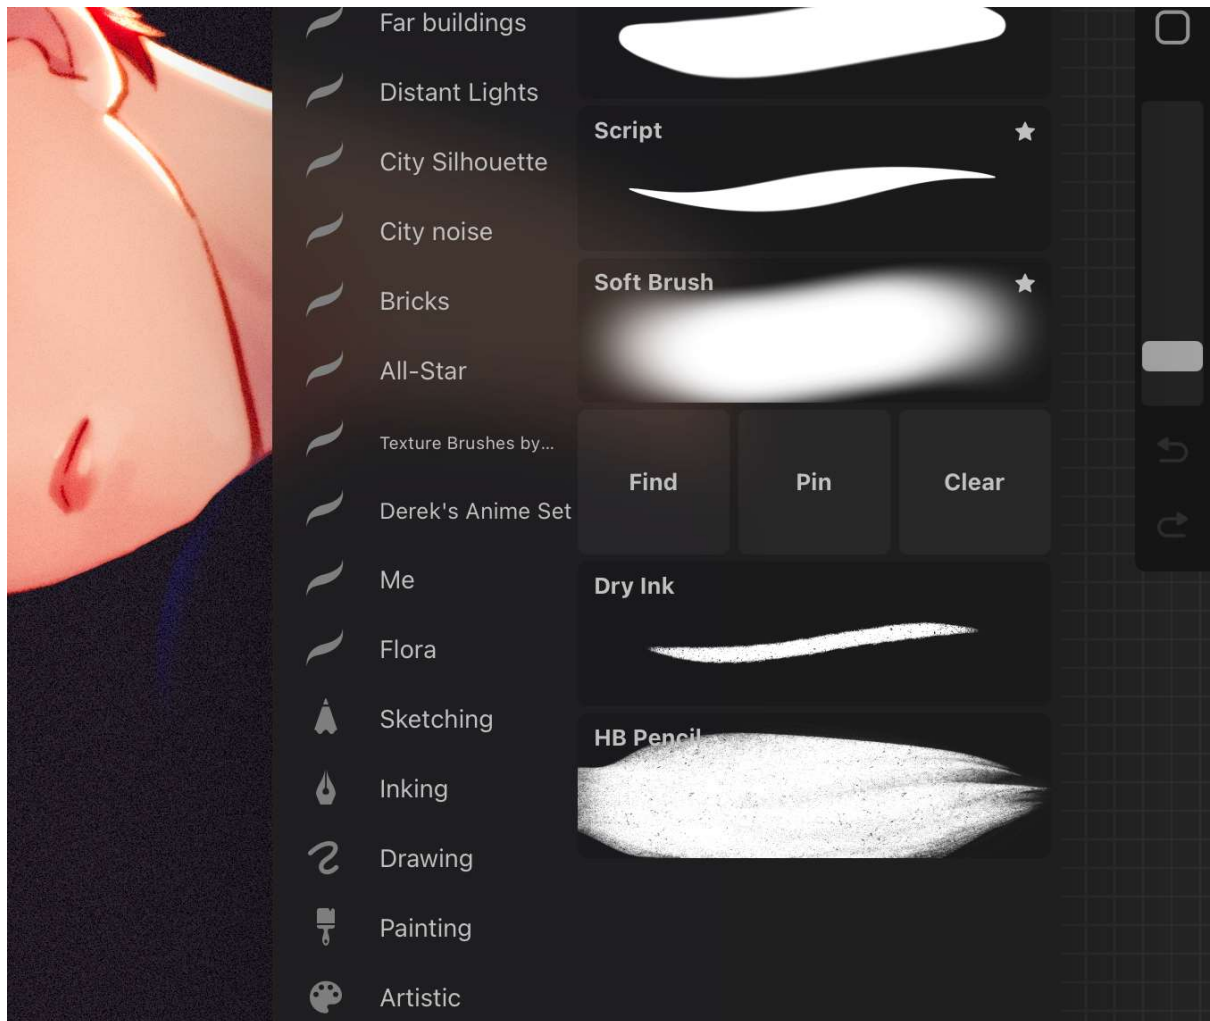 Far buildings
Distant Lights
City Silhouette
City noise
Bricks
All-Star
Texture Brushes by...
Derek's Anime Set
Me
Flora
Sketching
Inking
Drawing
Painting
Artistic
Script
Soft Brush
Find
Pin
Clear
Dry Ink
HB Pencil